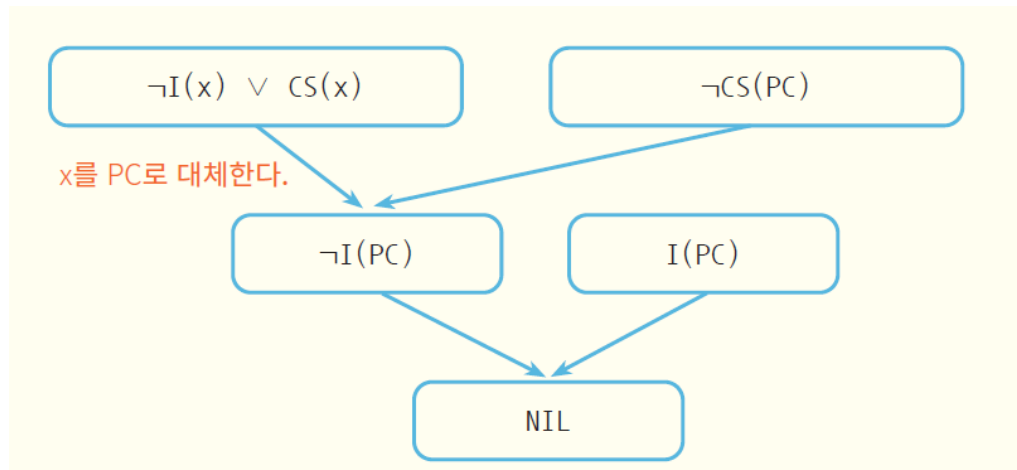 ¬I(x) ∨ CS(x)
¬CS(PC)
x를 PC로 대체한다.
¬I(PC)
I(PC)
NIL